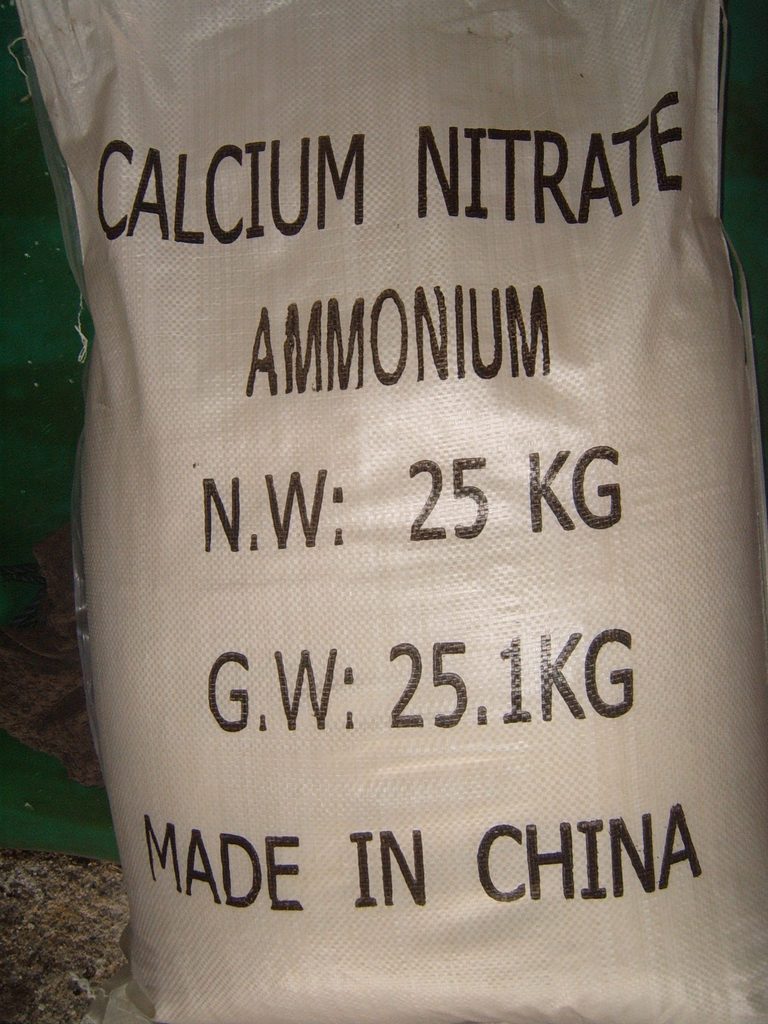 CALCIUM NITRATE
AMMONIUM
N.W: 25 KG
G.W: 25.1KG
MADE IN CHINA